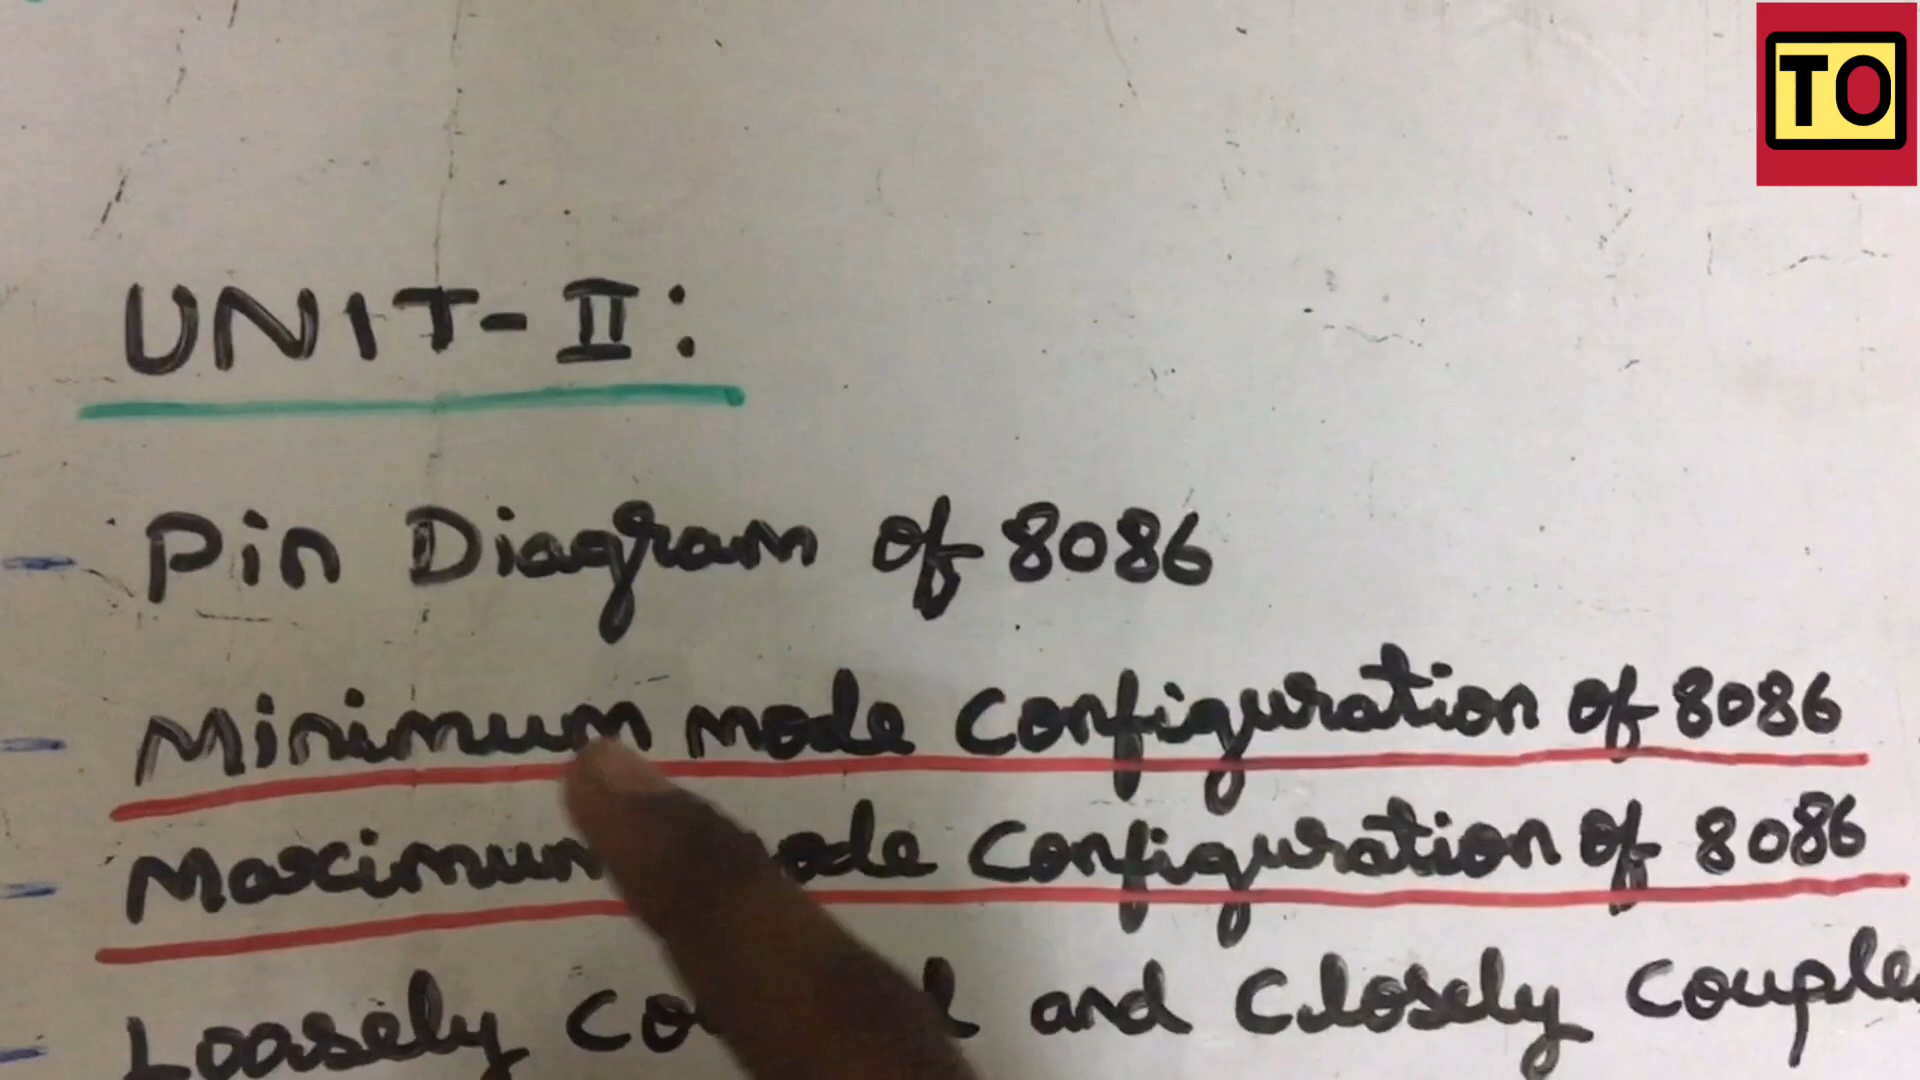 TO
UNIT-II:
- Pin Diagram of 8086
- Minimum mode Configuration of 8086
- Maximum mode Configuration of 8086
- Loosely and Closely